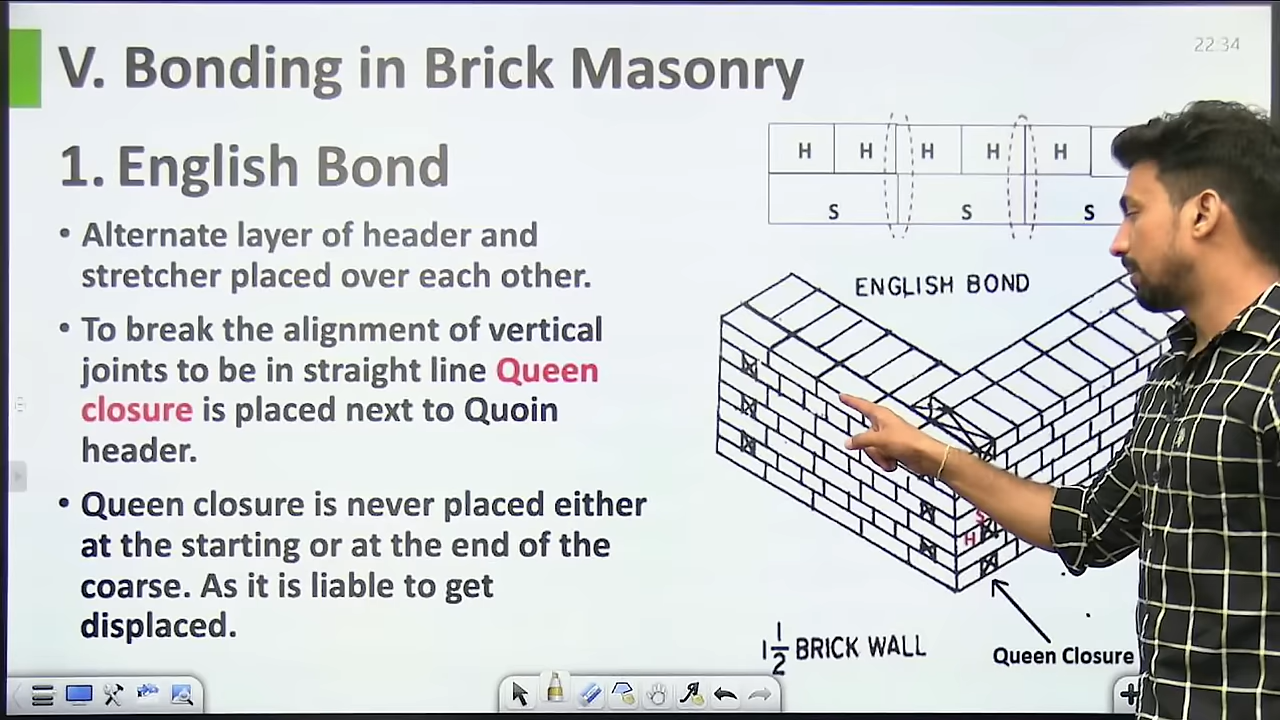 V. Bonding in Brick Masonry
22:34
1. English Bond
• Alternate layer of header and
stretcher placed over each other.
• To break the alignment of vertical
joints to be in straight line Queen
closure is placed next to Quoin
header.
• Queen closure is never placed either
at the starting or at the end of the
coarse. As it is liable to get
displaced.
H H H H H
S S S
ENGLISH BOND
S
H
1 1/2 BRICK WALL
Queen Closure